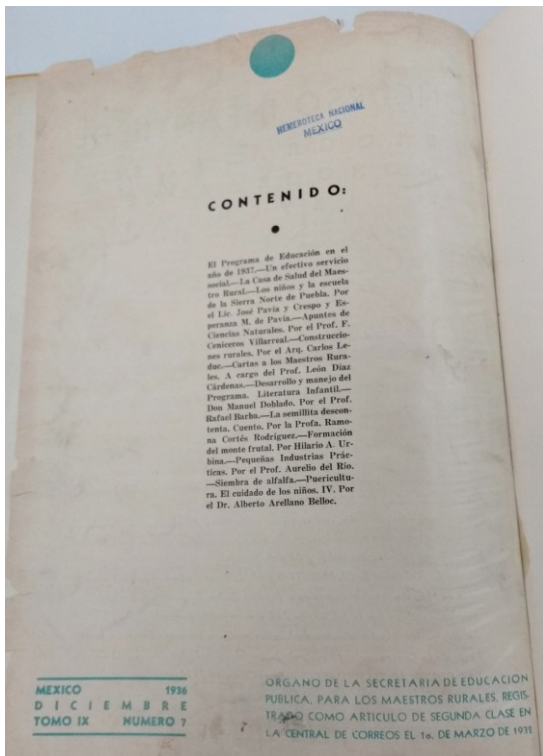 HEMEROTECA NACIONAL
MEXICO
CONTENIDO:
El Programa de Educación en el
año de 1937.—Un efectivo servicio
social.—La Casa de Salud del Maes-
tro Rural.—Los niños y la escuela
de la Sierra Norte de Puebla. Por
el Lic. José Pavía y Crespo y Es-
peranza M. de Pavía.—Apuntes de
Ciencias Naturales. Por el Prof. F.
Ceniceros Villarreal.—Construccio-
nes rurales. Por el Arq. Carlos Le-
duc.—Cartas a los Maestros Rura-
les. A cargo del Prof. León Díaz
Cárdenas.—Desarrollo y manejo del
Programa. Literatura Infantil.—
Don Manuel Doblado. Por el Prof.
Rafael Barba.—La semillita descon-
tenta. Cuento. Por la Profa. Ramo-
na Cortés Rodríguez.—Formación
del monte frutal. Por Hilario A. Ur-
bina.—Pequeñas Industrias Prác-
ticas. Por el Prof. Aurelio del Río.
—Siembra de alfalfa.—Puericultu-
ra. El cuidado de los niños. IV. Por
el Dr. Alberto Arellano Belloc.
MEXICO 1936
DICIEMBRE
TOMO IX NUMERO 7
ORGANO DE LA SECRETARIA DE EDUCACION
PUBLICA, PARA LOS MAESTROS RURALES, REGIS-
TRADO COMO ARTICULO DE SEGUNDA CLASE EN
LA CENTRAL DE CORREOS EL 1o. DE MARZO DE 1931